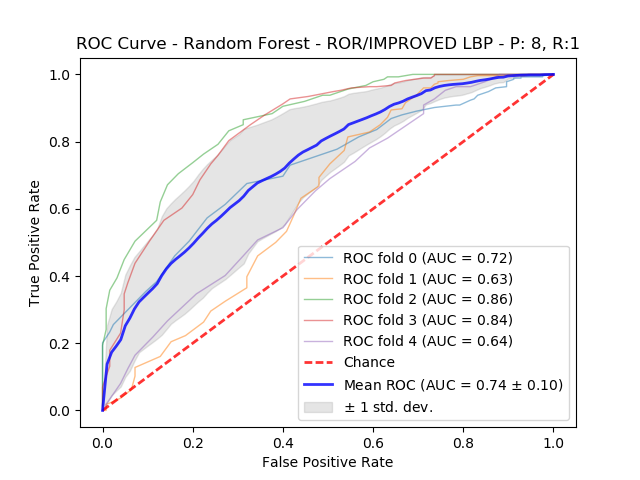 ROC Curve - Random Forest - ROR/IMPROVED LBP - P: 8, R:1
True Positive Rate
1.0
0.8
0.6
0.4
0.2
0.0
ROC fold 0 (AUC = 0.72)
ROC fold 1 (AUC = 0.63)
ROC fold 2 (AUC = 0.86)
ROC fold 3 (AUC = 0.84)
ROC fold 4 (AUC = 0.64)
Chance
Mean ROC (AUC = 0.74 ± 0.10)
± 1 std. dev.
0.0 0.2 0.4 0.6 0.8 1.0
False Positive Rate